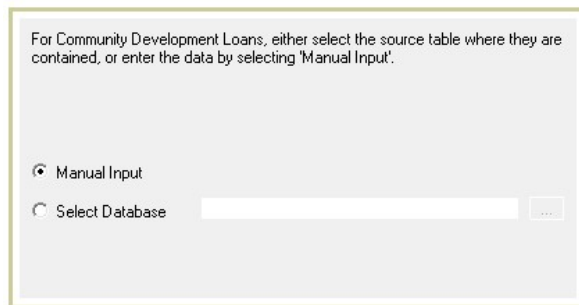 For Community Development Loans, either select the source table where they are
contained, or enter the data by selecting 'Manual Input'.
Manual Input
Select Database
...